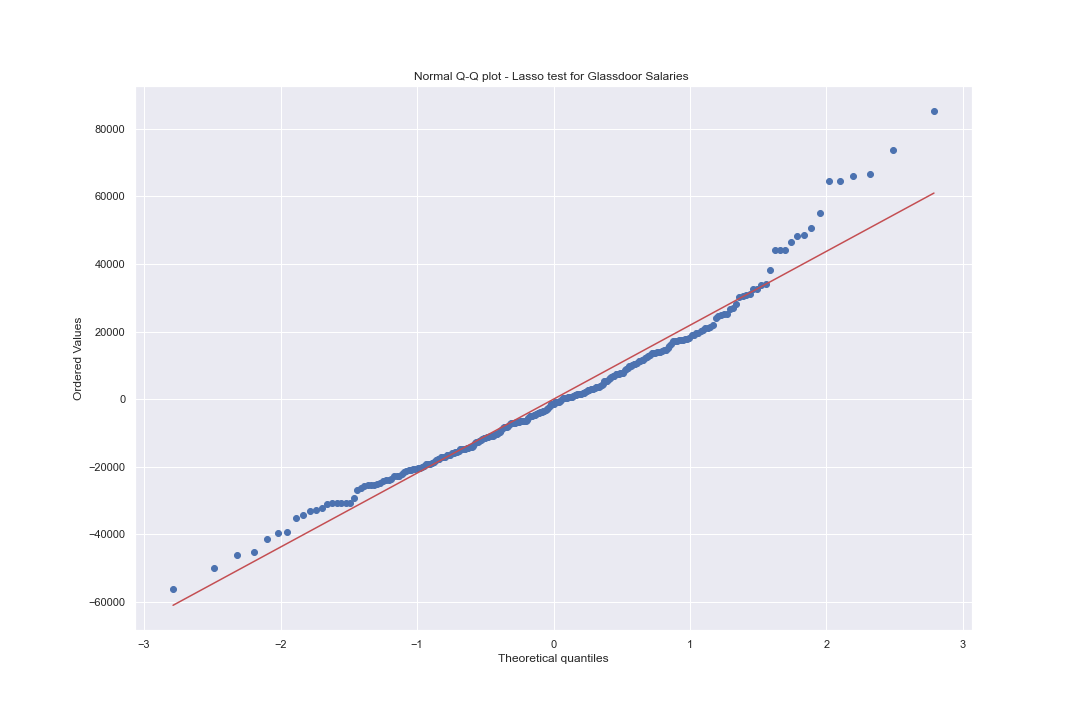 Normal Q-Q plot - Lasso test for Glassdoor Salaries
80000
60000
40000
20000
0
−20000
−40000
−60000
Ordered Values
−3 −2 −1 0 1 2 3
Theoretical quantiles